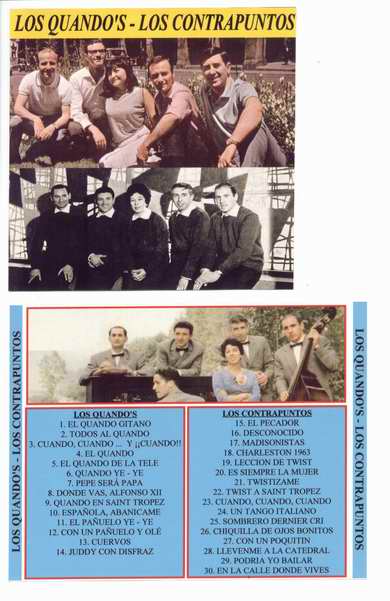 LOS QUANDO'S - LOS CONTRAPUNTOS
LOS QUANDO'S - LOS CONTRAPUNTOS
LOS QUANDO'S
1. EL QUANDO GITANO
2. TODOS AL QUANDO
3. CUANDO, CUANDO ... Y ¡¡CUANDO!!
4. EL QUANDO
5. EL QUANDO DE LA TELE
6. QUANDO YE - YE
7. PEPE SERÁ PAPA
8. DONDE VAS, ALFONSO XII
9. QUANDO EN SAINT TROPEZ
10. ESPAÑOLA, ABANICAME
11. EL PAÑUELO YE - YE
12. CON UN PAÑUELO Y OLÉ
13. CUERVOS
14. JUDDY CON DISFRAZ
LOS CONTRAPUNTOS
15. EL PECADOR
16. DESCONOCIDO
17. MADISONISTAS
18. CHARLESTON 1963
19. LECCION DE TWIST
20. ES SIEMPRE LA MUJER
21. TWISTIZAME
22. TWIST A SAINT TROPEZ
23. CUANDO, CUANDO, CUANDO
24. UN TANGO ITALIANO
25. SOMBRERO DERNIER CRI
26. CHIQUILLA DE OJOS BONITOS
27. CON UN POQUITIN
28. LLEVENME A LA CATEDRAL
29. PODRIA YO BAILAR
30. EN LA CALLE DONDE VIVES
LOS QUANDO'S - LOS CONTRAPUNTOS